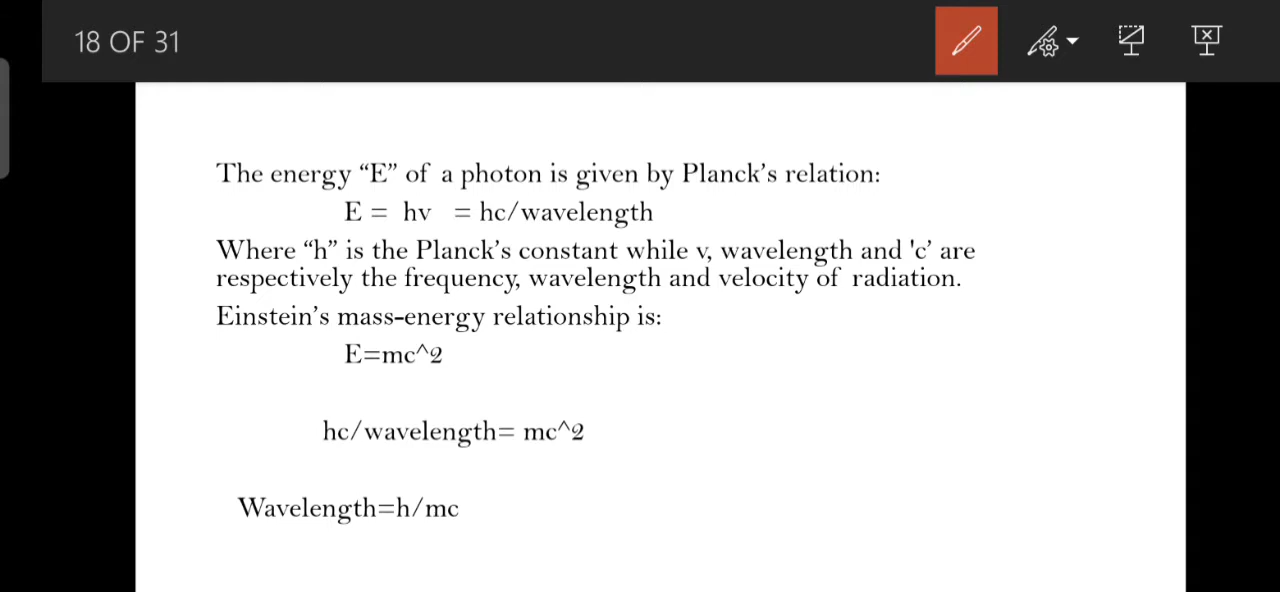 18 OF 31
The energy “E” of a photon is given by Planck’s relation:
E = hv = hc/wavelength
Where “h” is the Planck’s constant while v, wavelength and 'c’ are
respectively the frequency, wavelength and velocity of radiation.
Einstein’s mass-energy relationship is:
E=mc^2
hc/wavelength= mc^2
Wavelength=h/mc